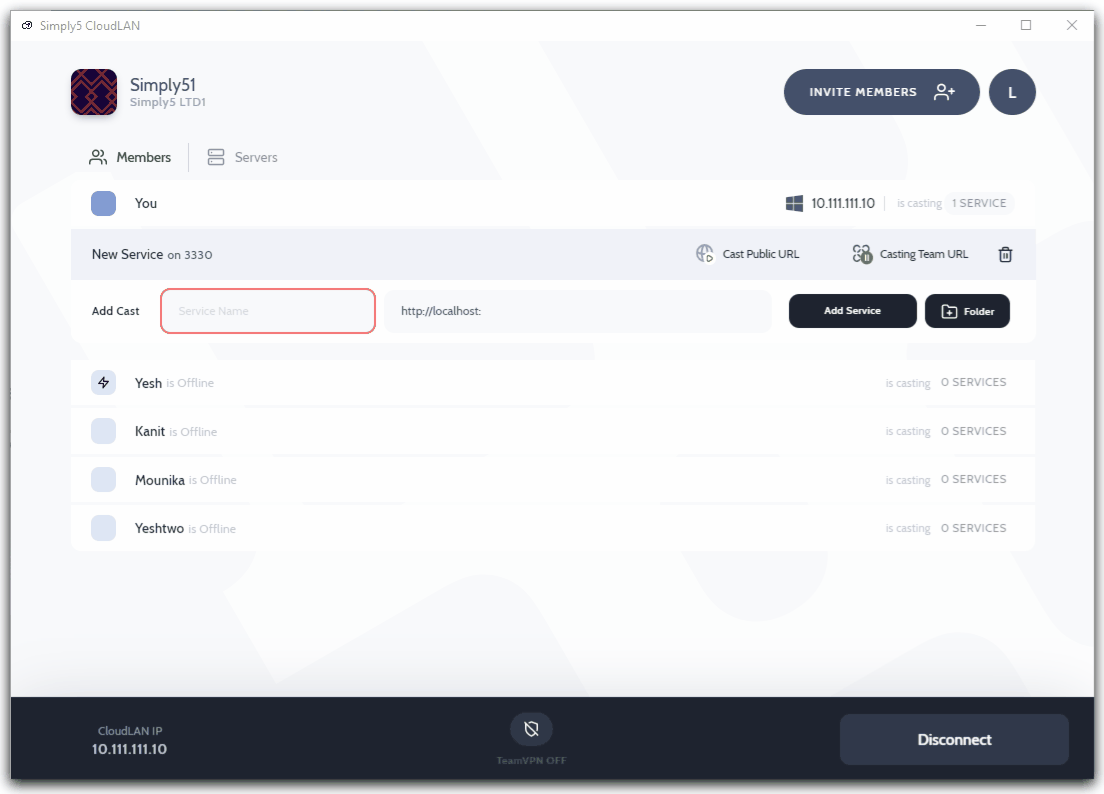 Simply5 CloudLAN
Simply51
Simply5 LTD1
INVITE MEMBERS
L
Members
Servers
You
10.111.111.10
is casting
1 SERVICE
New Service on 3330
Cast Public URL
Casting Team URL
Add Cast
Service Name
http://localhost:
Add Service
Folder
Yesh is Offline
is casting 0 SERVICES
Kanit is Offline
is casting 0 SERVICES
Mounika is Offline
is casting 0 SERVICES
Yeshtwo is Offline
is casting 0 SERVICES
CloudLAN IP
10.111.111.10
TeamVPN OFF
Disconnect